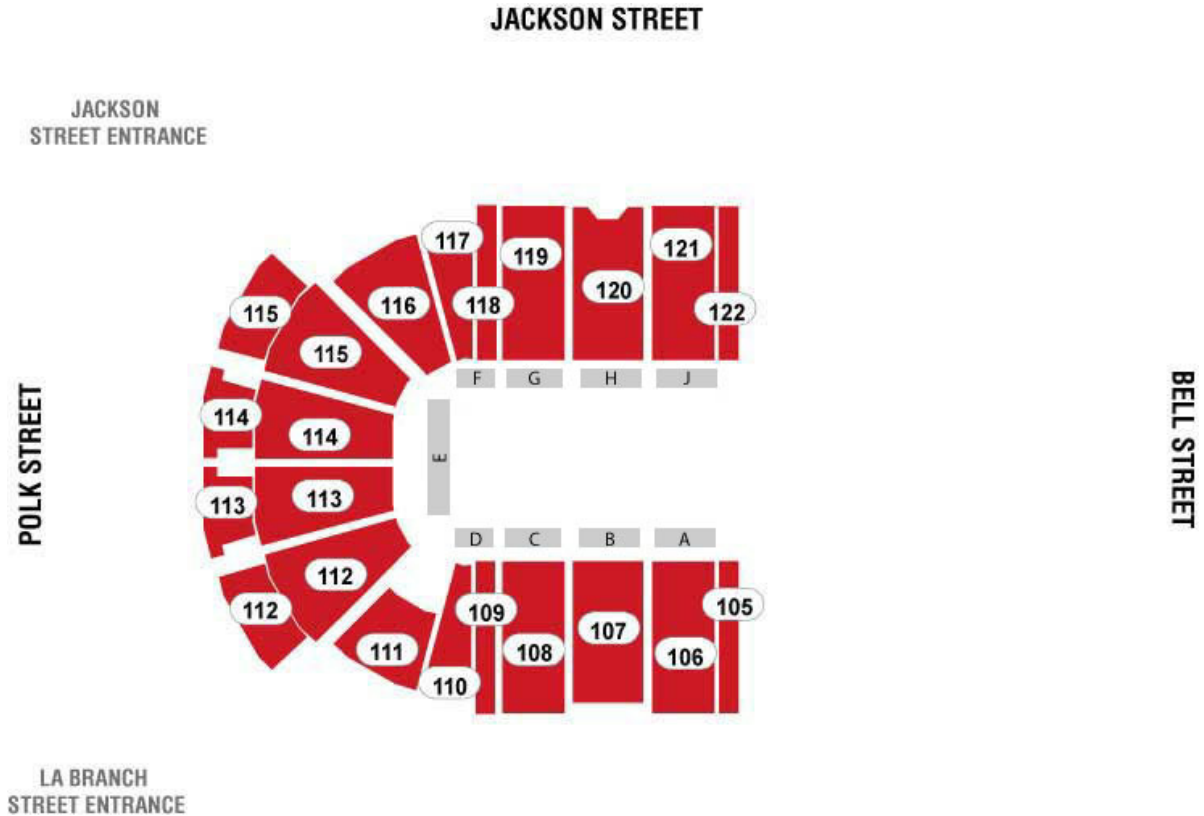 JACKSON STREET
JACKSON
STREET ENTRANCE
117
119
121
116
118
120
122
115
115
F
G
H
J
114
114
POLK STREET
E
BELL STREET
113
113
D
C
B
A
112
112
109
105
107
111
108
106
110
LA BRANCH
STREET ENTRANCE